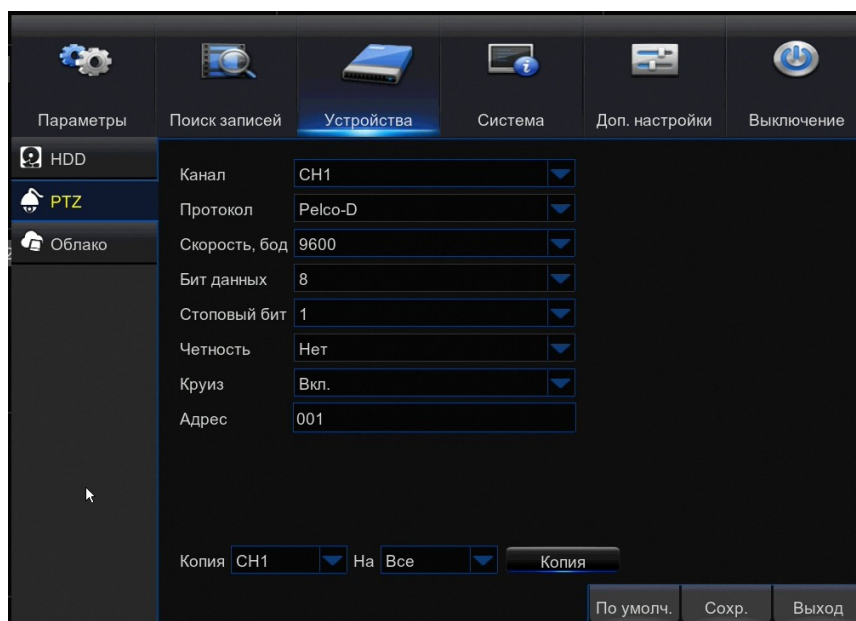 Параметры Поиск записей Устройства Система Доп. настройки Выключение
HDD
PTZ
Облако
Канал CH1
Протокол Pelco-D
Скорость, бод 9600
Бит данных 8
Стоповый бит 1
Четность Нет
Круиз Вкл.
Адрес 001
Копия CH1 На Все Копия
По умолч. Сохр. Выход